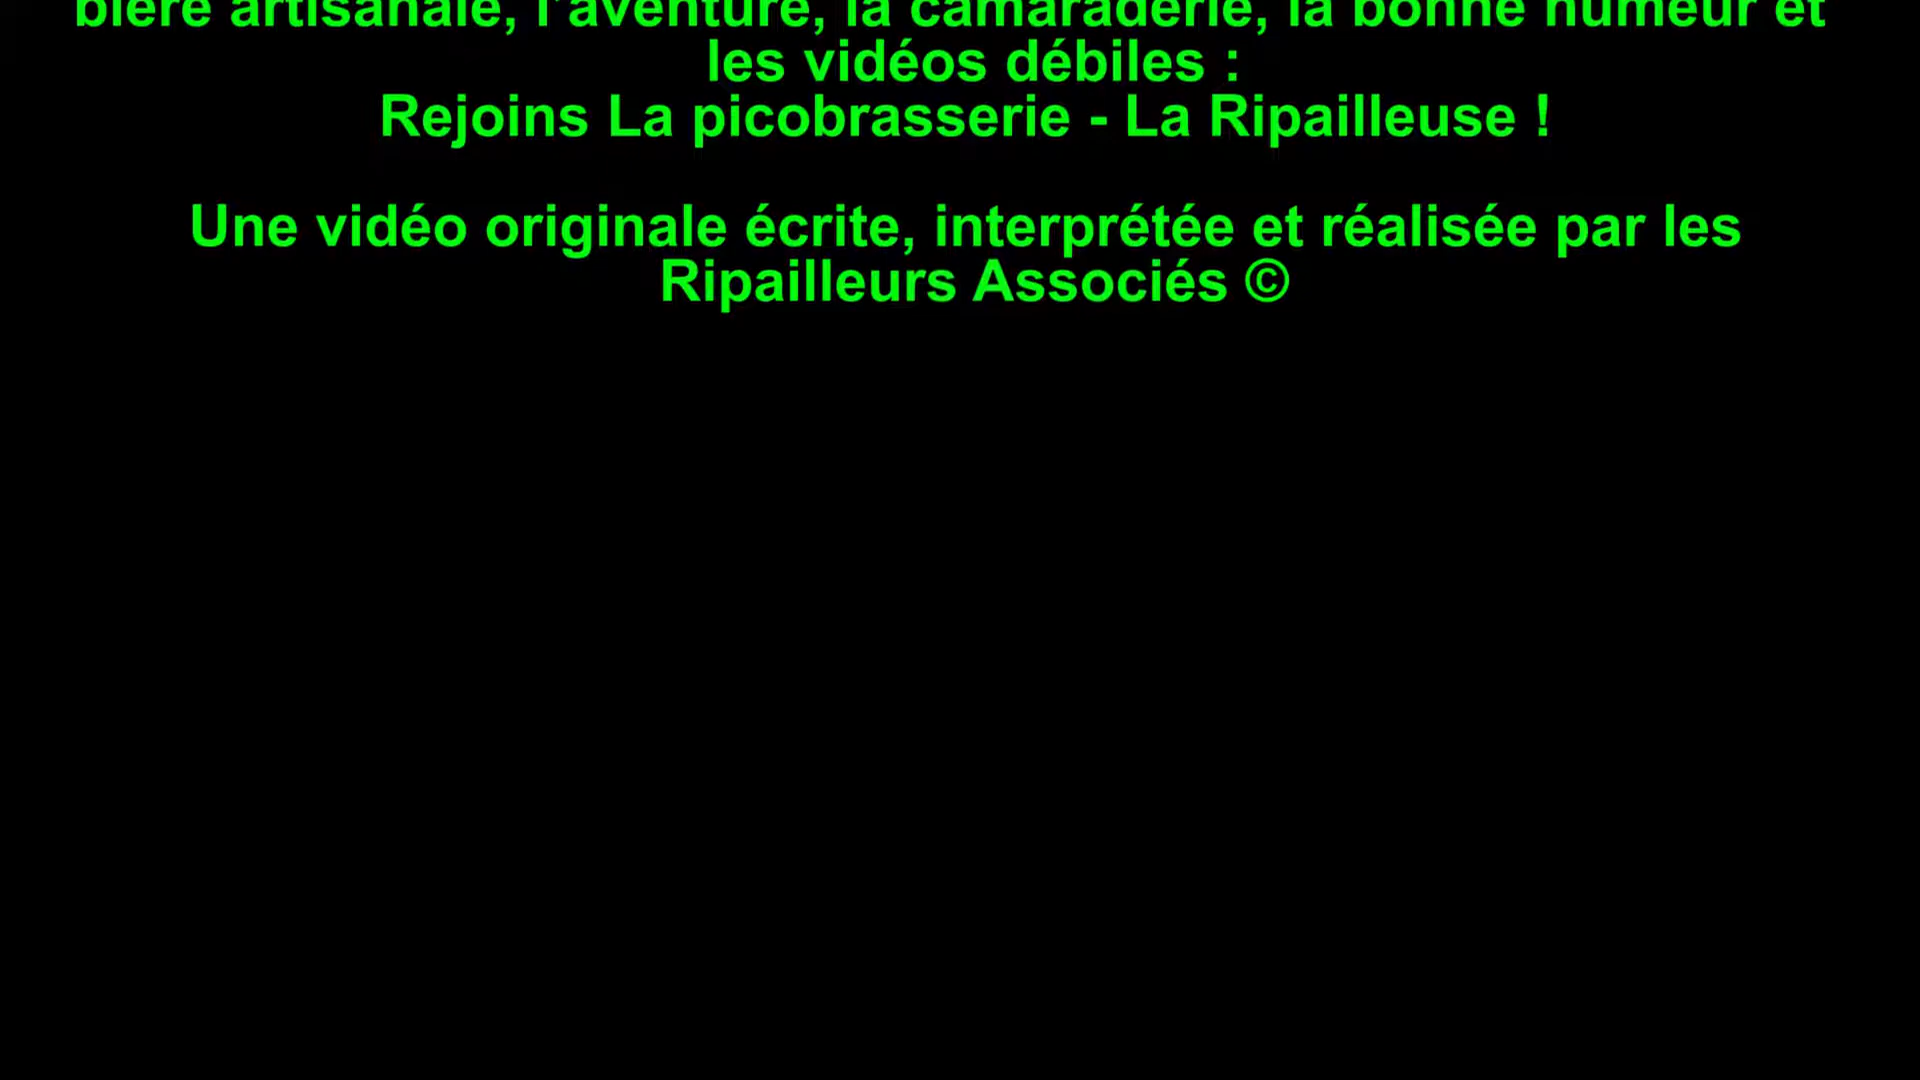 bière artisanale, l'aventure, la camaraderie, la bonne humeur et
les vidéos débiles :
Rejoins La picobrasserie - La Ripailleuse !
Une vidéo originale écrite, interprétée et réalisée par les
Ripailleurs Associés ©